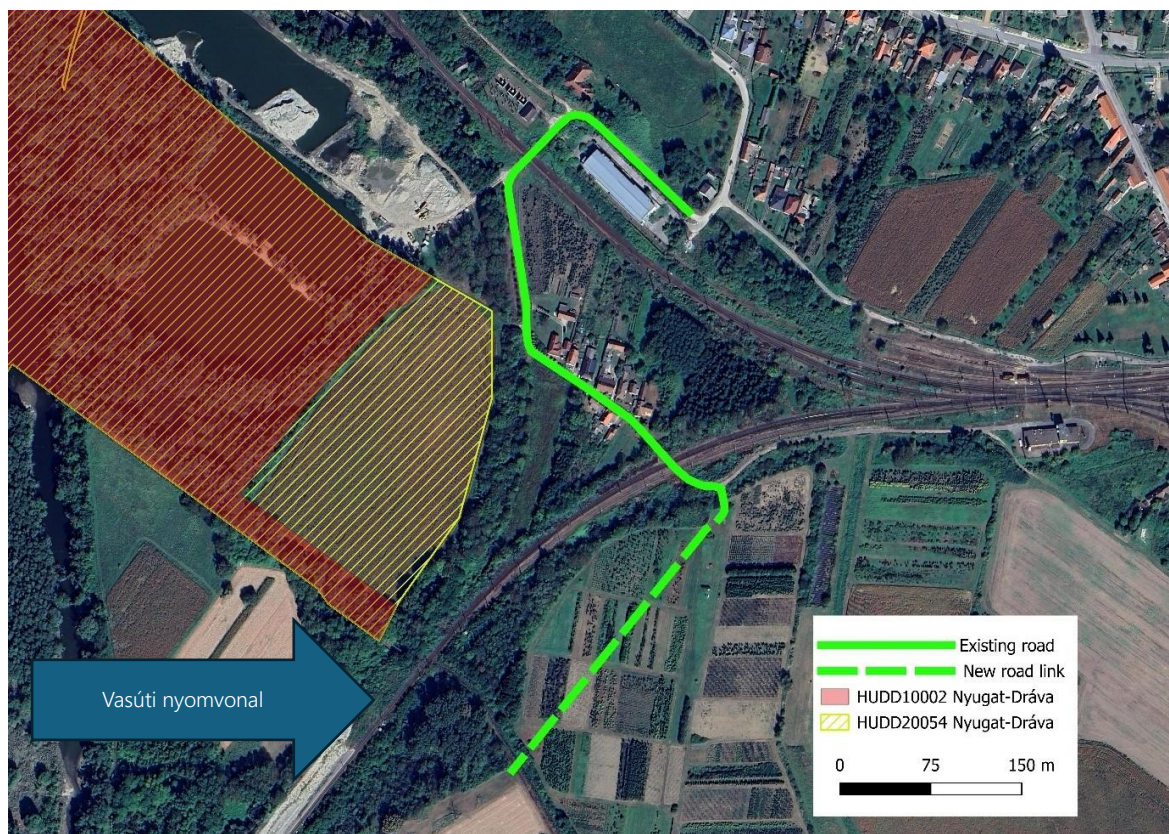 Vasúti nyomvonal
Existing road
New road link
HUDD10002 Nyugat-Dráva
HUDD20054 Nyugat-Dráva
0 75 150 m